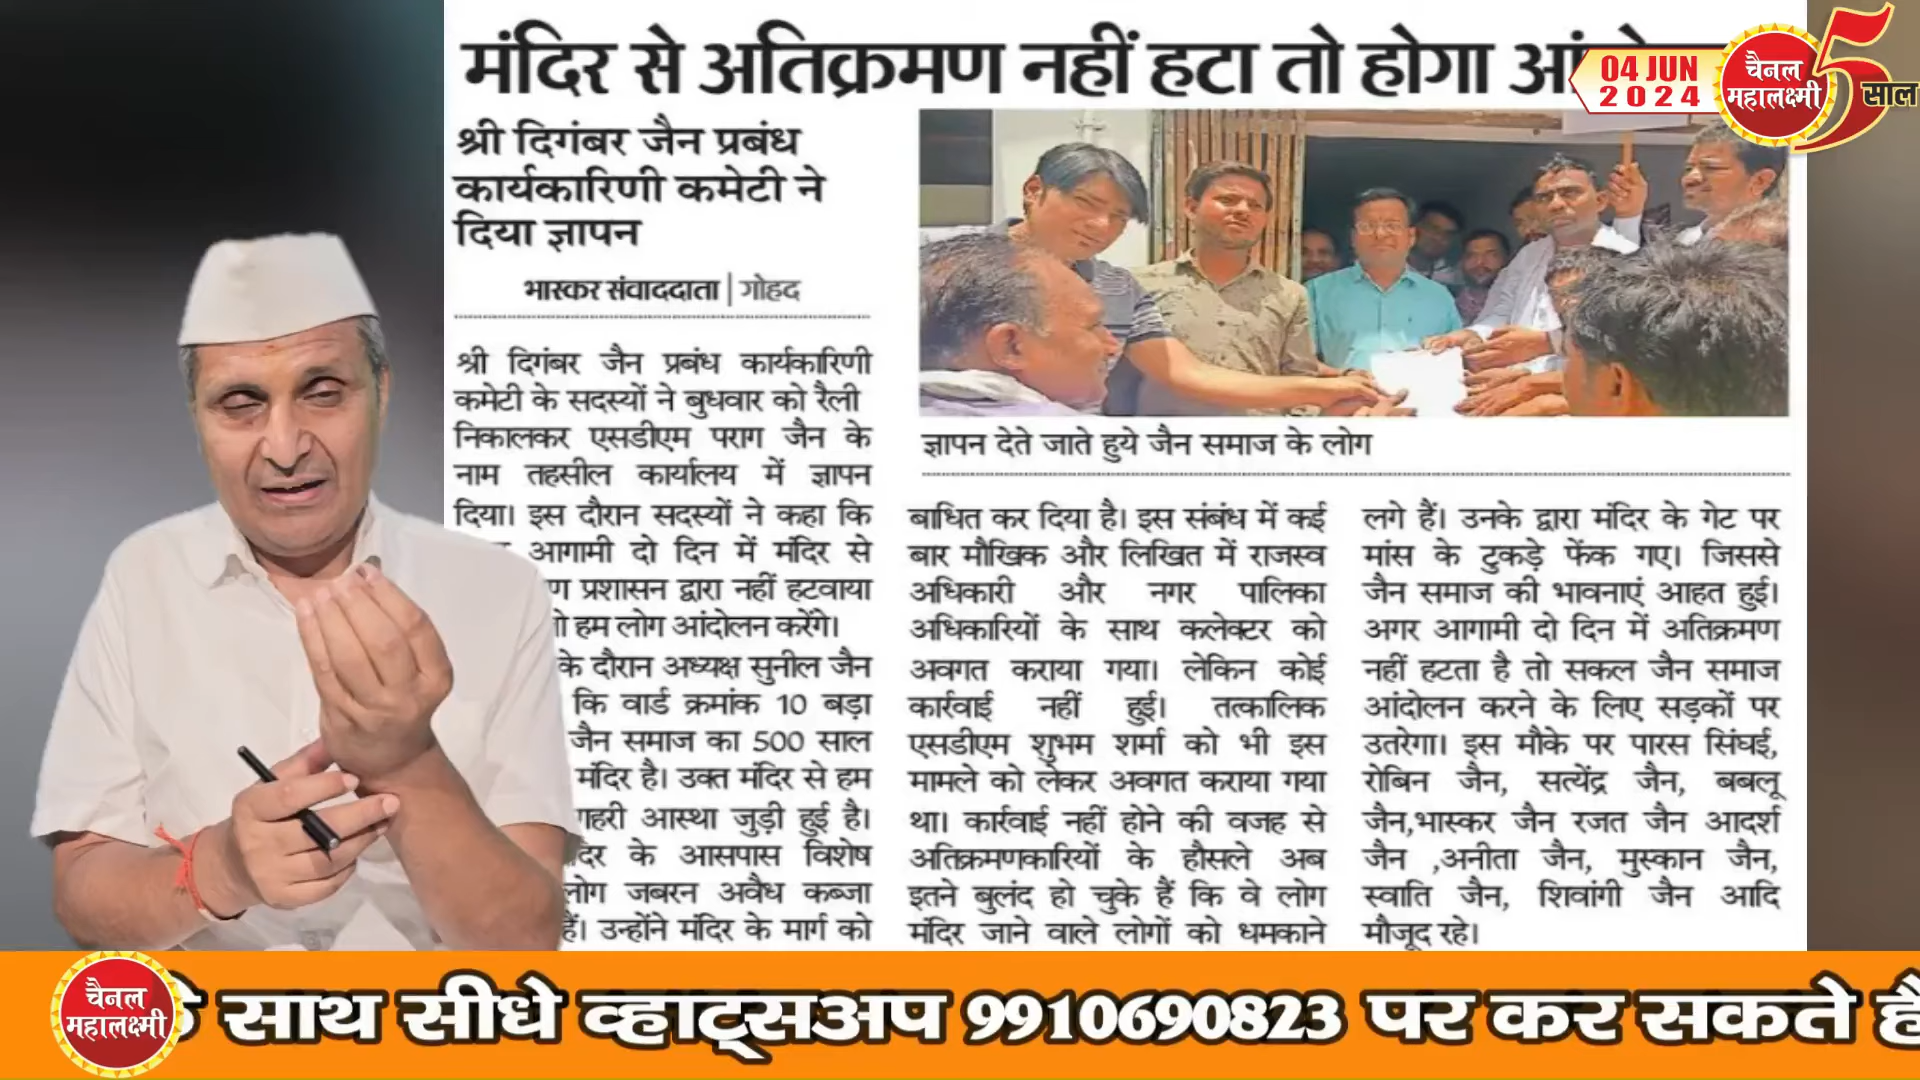 मंदिर से अतिक्रमण नहीं हटा तो होगा
04 JUN
2024
चैनल
महालक्ष्मी
5
साल
श्री दिगंबर जैन प्रबंध
कार्यकारिणी कमेटी ने
दिया ज्ञापन
भास्कर संवाददाता | गोहद
श्री दिगंबर जैन प्रबंध कार्यकारिणी
कमेटी के सदस्यों ने बुधवार को रैली
निकालकर एसडीएम पराग जैन के
नाम तहसील कार्यालय में ज्ञापन
दिया। इस दौरान सदस्यों ने कहा कि
आगामी दो दिन में मंदिर से
प्रशासन द्वारा नहीं हटवाया
हम लोग आंदोलन करेंगे।
के दौरान अध्यक्ष सुनील जैन
कि वार्ड क्रमांक 10 बड़ा
जैन समाज का 500 साल
मंदिर है। उक्त मंदिर से हम
गहरी आस्था जुड़ी हुई है।
के आसपास विशेष
लोग जबरन अवैध कब्जा
हैं। उन्होंने मंदिर के मार्ग को
ज्ञापन देते जाते हुये जैन समाज के लोग
बाधित कर दिया है। इस संबंध में कई
बार मौखिक और लिखित में राजस्व
अधिकारी और नगर पालिका
अधिकारियों के साथ कलेक्टर को
अवगत कराया गया। लेकिन कोई
कार्रवाई नहीं हुई। तत्कालिक
एसडीएम शुभम शर्मा को भी इस
मामले को लेकर अवगत कराया गया
था। कार्रवाई नहीं होने की वजह से
अतिक्रमणकारियों के हौसले अब
इतने बुलंद हो चुके हैं कि वे लोग
मंदिर जाने वाले लोगों को धमकाने
लगे हैं। उनके द्वारा मंदिर के गेट पर
मांस के टुकड़े फेंक गए। जिससे
जैन समाज की भावनाएं आहत हुई।
अगर आगामी दो दिन में अतिक्रमण
नहीं हटता है तो सकल जैन समाज
आंदोलन करने के लिए सड़कों पर
उतरेगा। इस मौके पर पारस सिंघई,
रोबिन जैन, सत्येंद्र जैन, बबलू
जैन,भास्कर जैन रजत जैन आदर्श
जैन ,अनीता जैन, मुस्कान जैन,
स्वाति जैन, शिवांगी जैन आदि
मौजूद रहे।
चैनल
महालक्ष्मी
साथ सीधे व्हाट्सअप 9910690823 पर कर सकते है